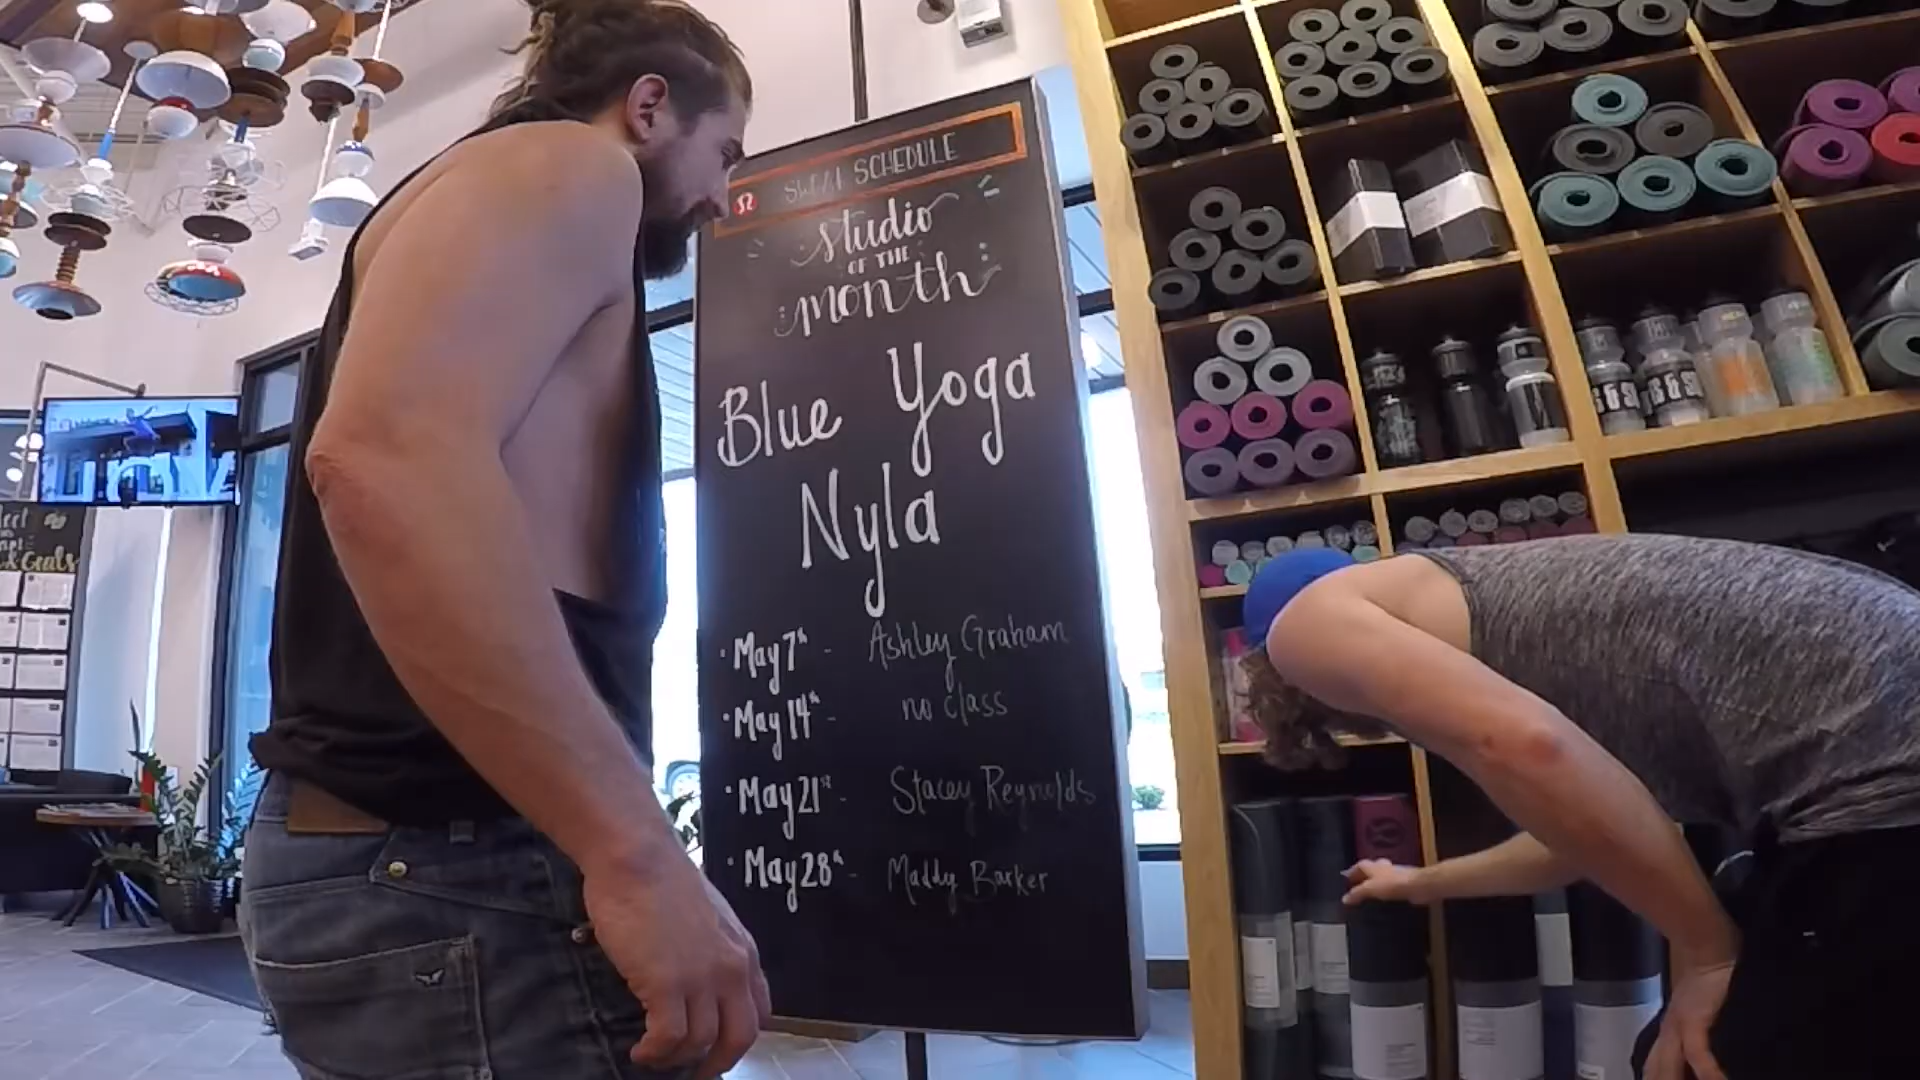 SWEAT SCHEDULE
studio
OF THE
month
Blue Yoga
Nyla
· May 7th - Ashley Graham
· May 14th - no class
· May 21st - Stacey Reynolds
· May 28th - Maddy Barker
& Goals